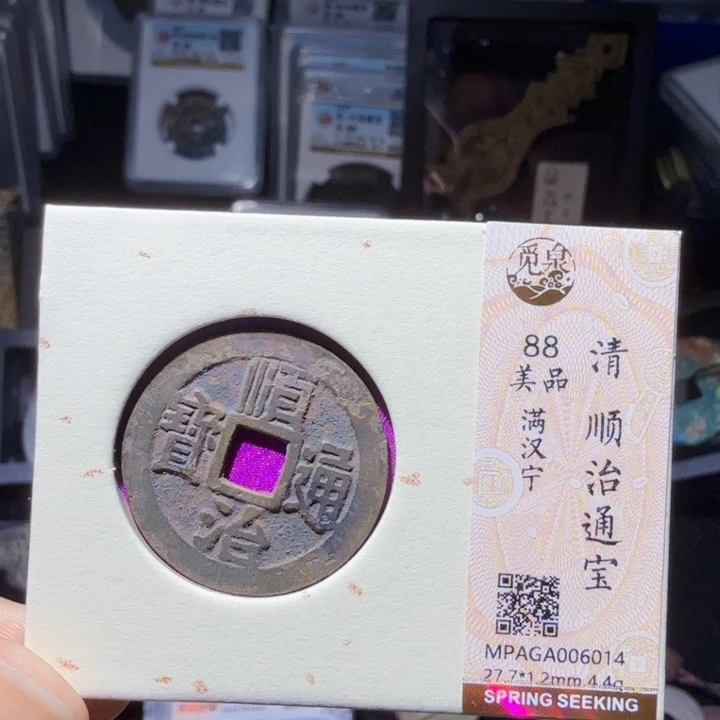 順治通寶
觅泉
88
美品
满汉宁
清 顺治通宝
MPAGA006014
27.7*1.2mm 4.4g
SPRING SEEKING